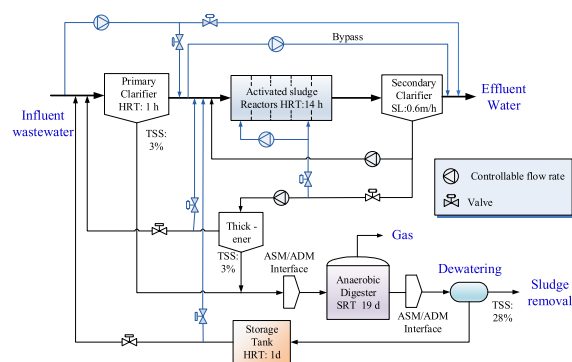 Bypass
Primary
Clarifier
HRT: 1 h
Activated sludge
Reactors HRT:14 h
Secondary
Clarifier
SL:0.6m/h
Effluent
Water
Influent
wastewater
TSS:
3%
Controllable flow rate
Valve
Thick -
ener
TSS:
3%
ASM/ADM
Interface
Gas
Anaerobic
Digester
SRT 19 d
ASM/ADM
Interface
Dewatering
Sludge
removal
TSS:
28%
Storage
Tank
HRT: 1d